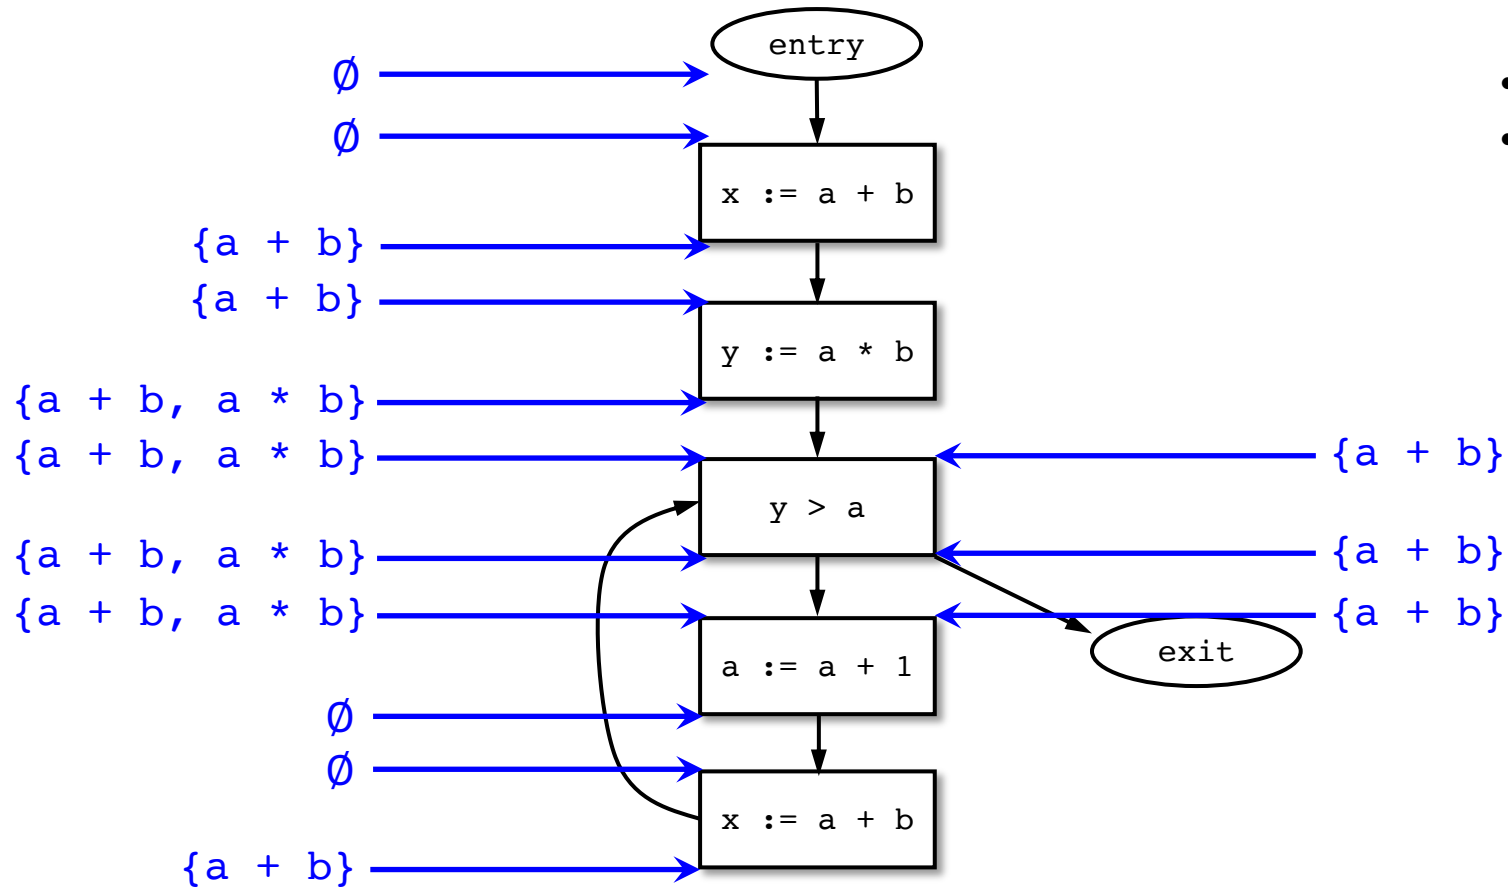 entry
∅
∅
x := a + b
{a + b}
{a + b}
y := a * b
{a + b, a * b}
{a + b, a * b} {a + b}
y > a
{a + b, a * b} {a + b}
{a + b, a * b} {a + b}
exit
a := a + 1
∅
∅
x := a + b
{a + b}